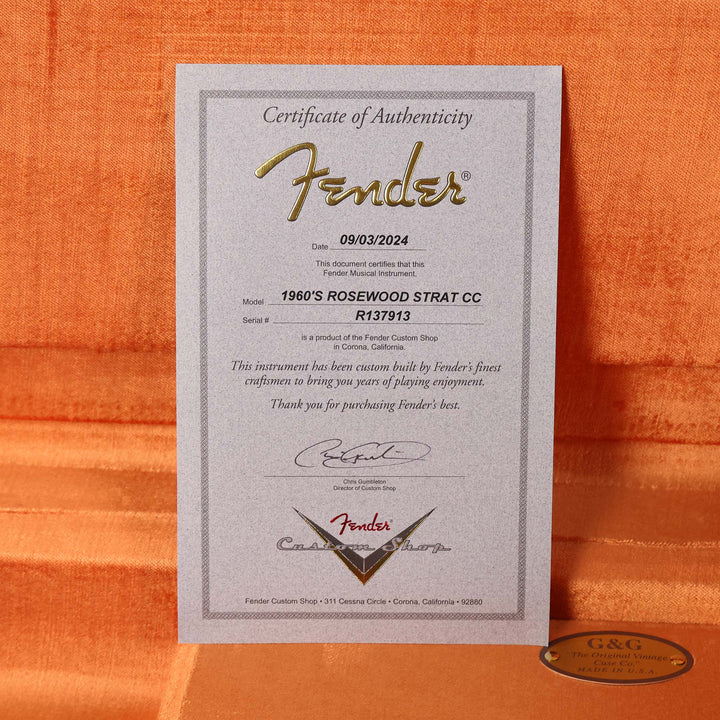 Certificate of Authenticity
Fender®
Date 09/03/2024
This document certifies that this
Fender Musical Instrument.
Model 1960'S ROSEWOOD STRAT CC
Serial # R137913
is a product of the Fender Custom Shop
in Corona, California.
This instrument has been custom built by Fender's finest
craftsmen to bring you years of playing enjoyment.
Thank you for purchasing Fender's best.
Chris Gumbleton
Director of Custom Shop
Fender
Custom Shop
Fender Custom Shop • 311 Cessna Circle • Corona, California • 92880
G&G
"The Original Vintage
Case Co."
MADE IN U.S.A.